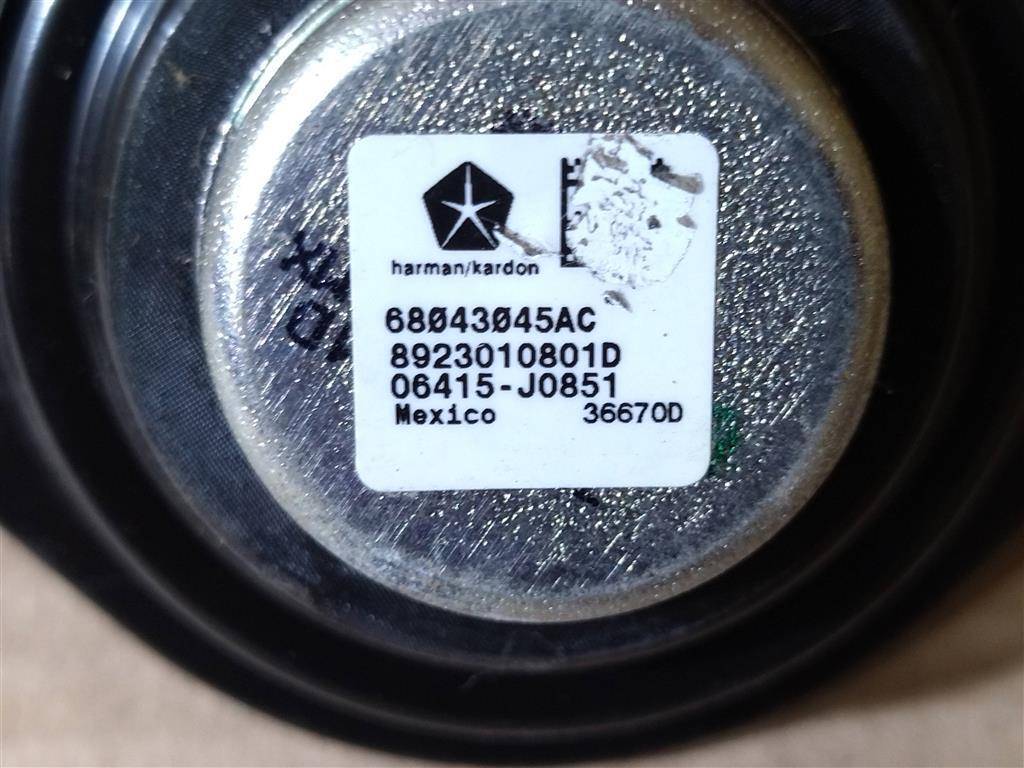 harman/kardon
68043045AC
8923010801D
06415-J0851
Mexico 36670D